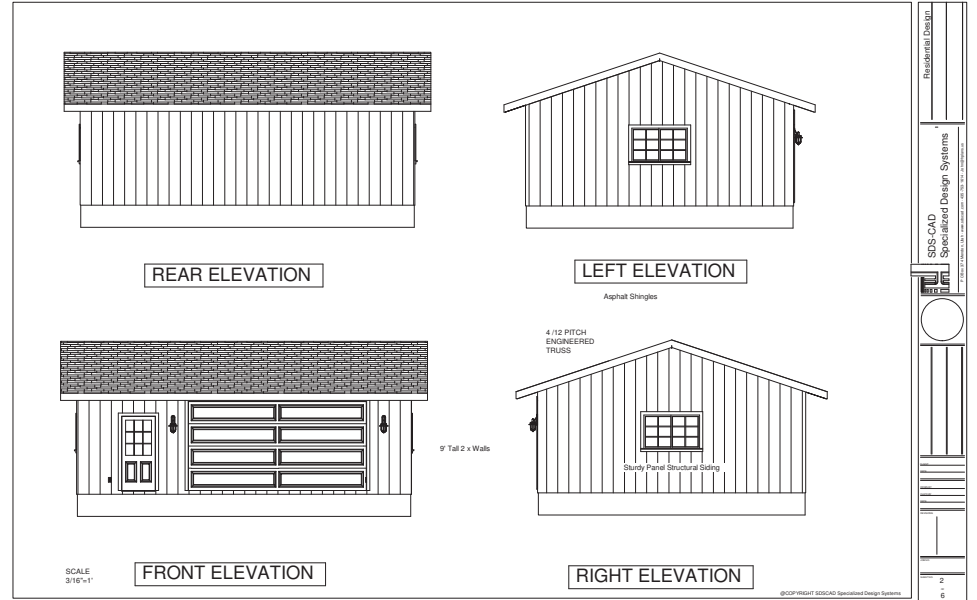 REAR ELEVATION
LEFT ELEVATION
Asphalt Shingles
4 /12 PITCH
ENGINEERED
TRUSS
9' Tall 2 x Walls
Sturdy Panel Structural Siding
SCALE
3/16"=1'
FRONT ELEVATION
RIGHT ELEVATION
@COPYRIGHT SDSCAD Specialized Design Systems
Residential Design
SDS-CAD
Specialized Design Systems
2
6